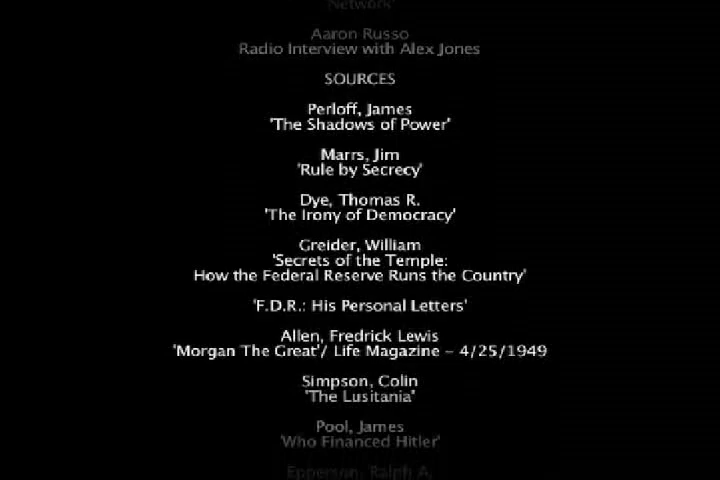 Network'
Aaron Russo
Radio Interview with Alex Jones
SOURCES
Perloff, James
'The Shadows of Power'
Marrs, Jim
'Rule by Secrecy'
Dye, Thomas R.
'The Irony of Democracy'
Greider, William
'Secrets of the Temple:
How the Federal Reserve Runs the Country'
'F.D.R.: His Personal Letters'
Allen, Fredrick Lewis
'Morgan The Great'/ Life Magazine - 4/25/1949
Simpson, Colin
'The Lusitania'
Pool, James
'Who Financed Hitler'
Epperson, Ralph A.